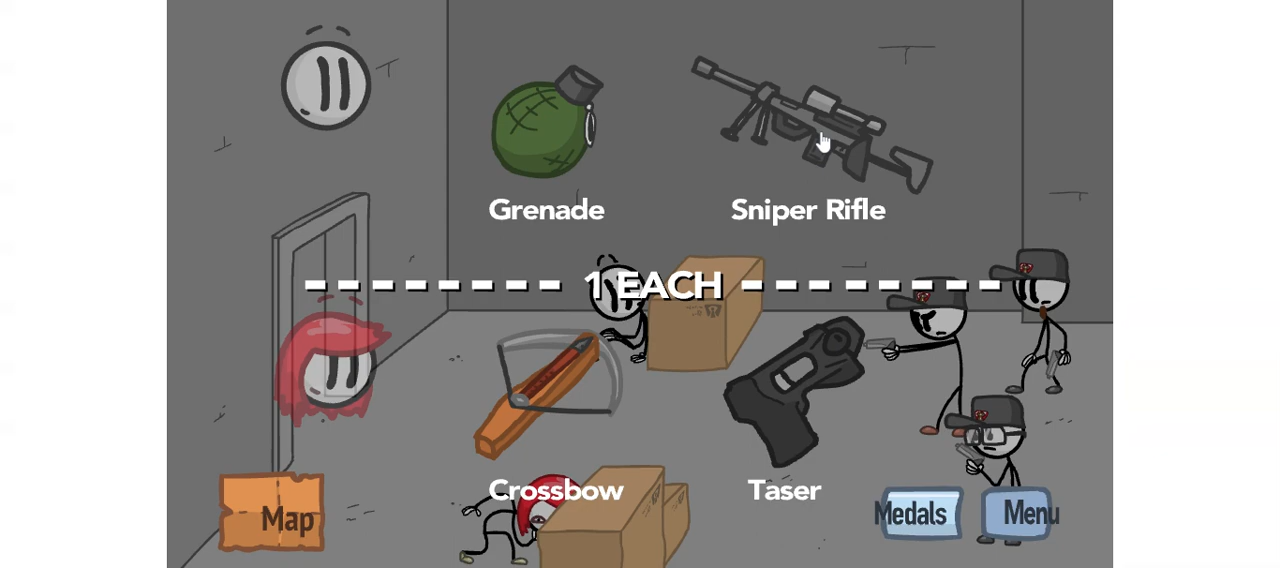 Grenade
Sniper Rifle
1 EACH
Crossbow
Taser
Map
Medals
Menu